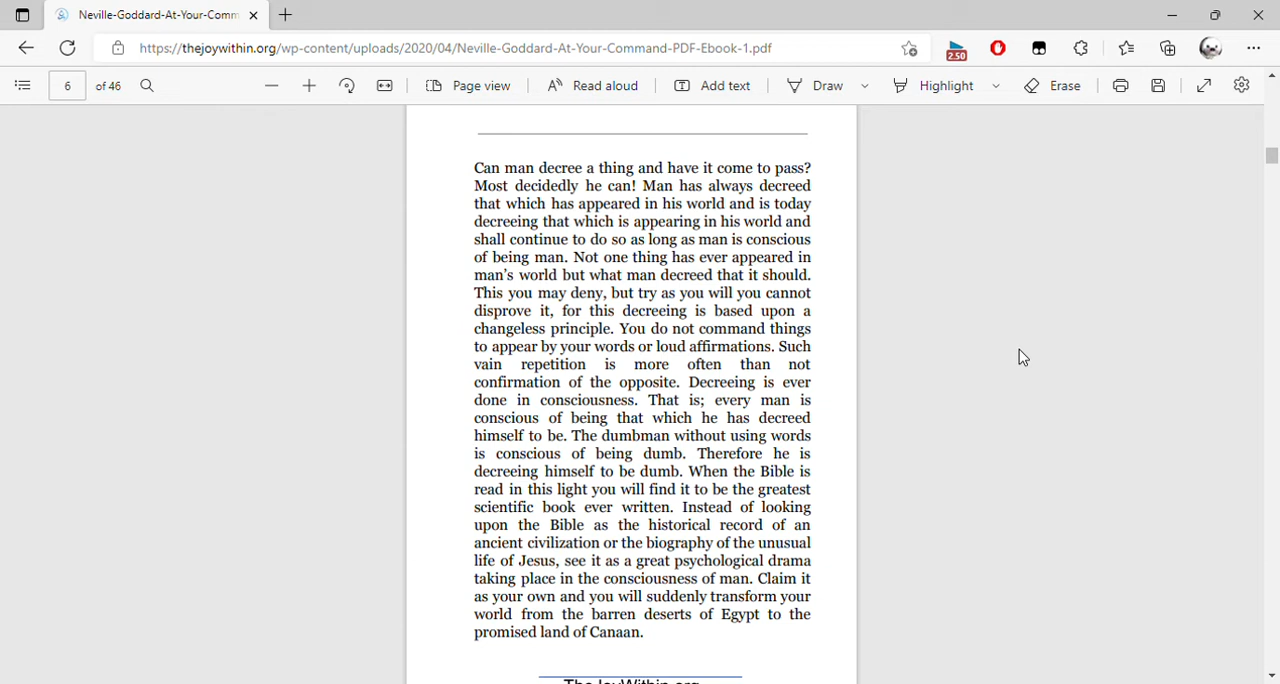 Neville-Goddard-At-Your-Comm
https://thejoywithin.org/wp-content/uploads/2020/04/Neville-Goddard-At-Your-Command-PDF-Ebook-1.pdf
2.50
6 of 46
Page view
Read aloud
Add text
Draw
Highlight
Erase
Can man decree a thing and have it come to pass?
Most decidedly he can! Man has always decreed
that which has appeared in his world and is today
decreeing that which is appearing in his world and
shall continue to do so as long as man is conscious
of being man. Not one thing has ever appeared in
man's world but what man decreed that it should.
This you may deny, but try as you will you cannot
disprove it, for this decreeing is based upon a
changeless principle. You do not command things
to appear by your words or loud affirmations. Such
vain repetition is more often than not
confirmation of the opposite. Decreeing is ever
done in consciousness. That is; every man is
conscious of being that which he has decreed
himself to be. The dumbman without using words
is conscious of being dumb. Therefore he is
decreeing himself to be dumb. When the Bible is
read in this light you will find it to be the greatest
scientific book ever written. Instead of looking
upon the Bible as the historical record of an
ancient civilization or the biography of the unusual
life of Jesus, see it as a great psychological drama
taking place in the consciousness of man. Claim it
as your own and you will suddenly transform your
world from the barren deserts of Egypt to the
promised land of Canaan.
TheJoyWithin.org